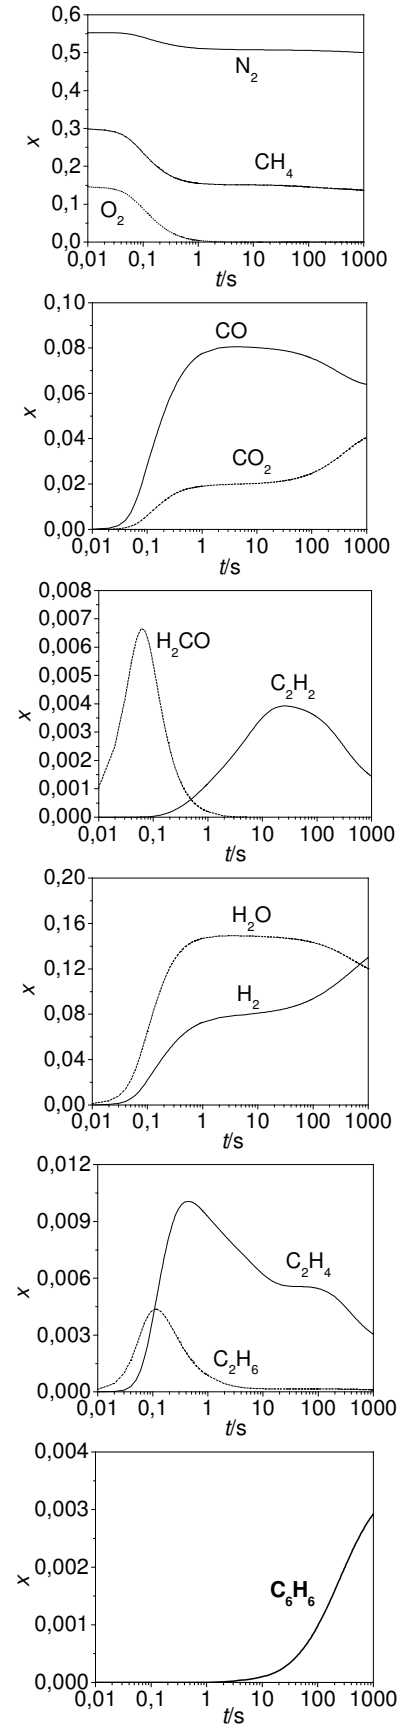 0,6
0,5
0,4
0,3
0,2
0,1
0,0
x
N2
CH4
O2
0,01 0,1 1 10 100 1000
t/s
0,10
0,08
0,06
0,04
0,02
0,00
x
CO
CO2
0,01 0,1 1 10 100 1000
t/s
0,008
0,007
0,006
0,005
0,004
0,003
0,002
0,001
0,000
x
H2CO
C2H2
0,01 0,1 1 10 100 1000
t/s
0,20
0,16
0,12
0,08
0,04
0,00
x
H2O
H2
0,01 0,1 1 10 100 1000
t/s
0,012
0,009
0,006
0,003
0,000
x
C2H4
C2H6
0,01 0,1 1 10 100 1000
t/s
0,004
0,003
0,002
0,001
0,000
x
C6H6
0,01 0,1 1 10 100 1000
t/s